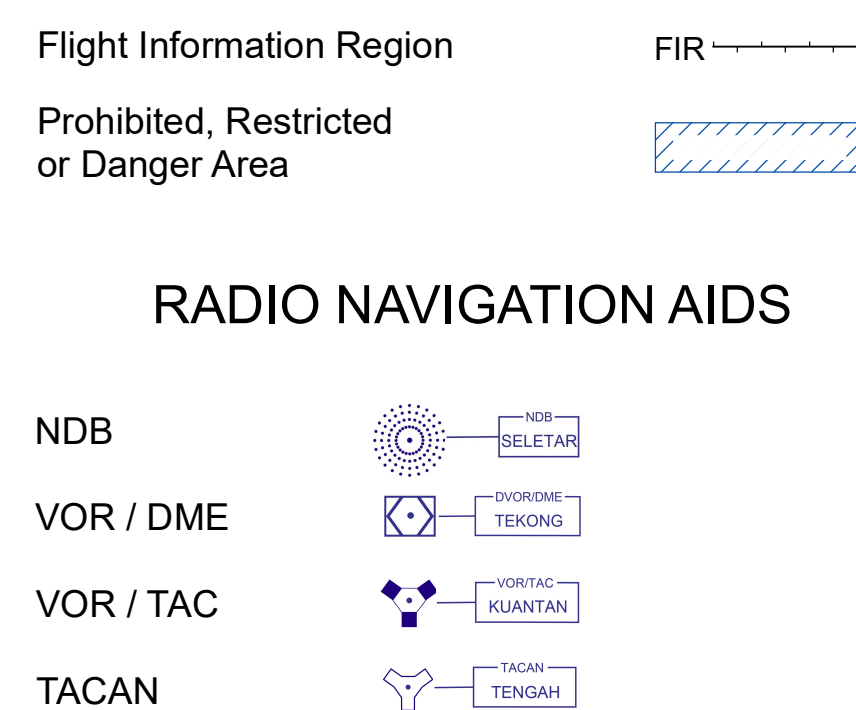 Flight Information Region
FIR
Prohibited, Restricted
or Danger Area
RADIO NAVIGATION AIDS
NDB
NDB
SELETAR
VOR / DME
DVOR/DME
TEKONG
VOR / TAC
VOR/TAC
KUANTAN
TACAN
TACAN
TENGAH